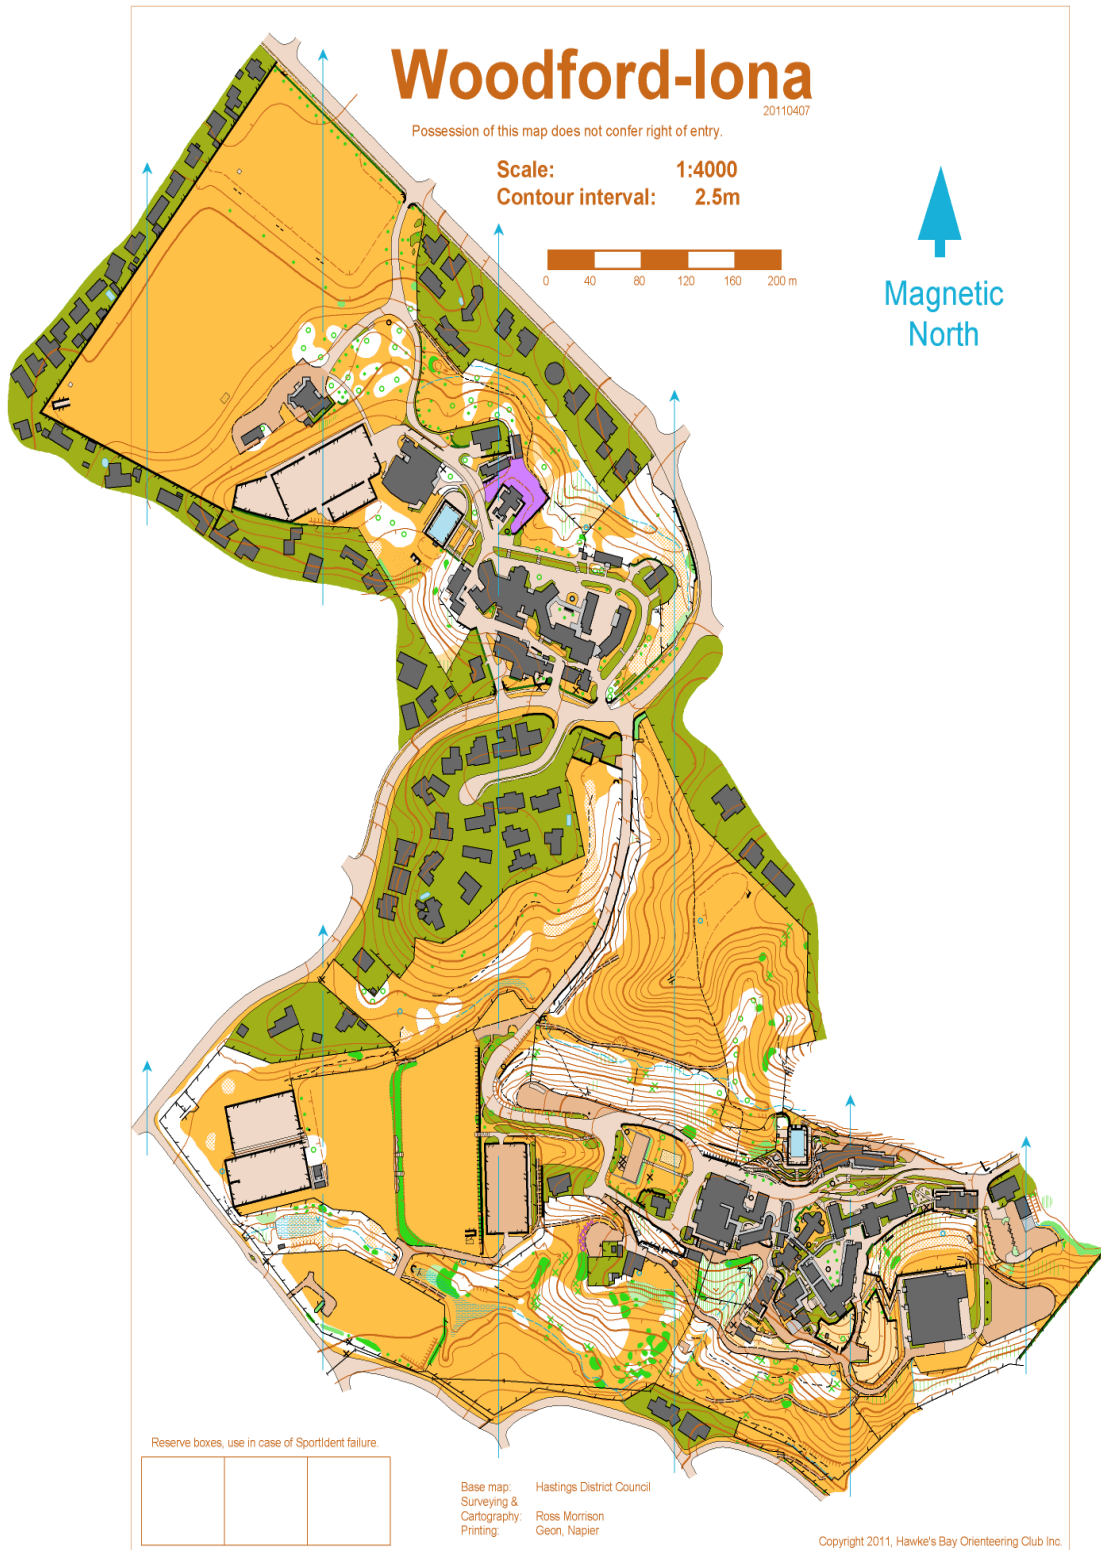 Woodford-Iona
20110407
Possession of this map does not confer right of entry.
Scale: 1:4000
Contour interval: 2.5m
0 40 80 120 160 200 m
Magnetic
North
Reserve boxes, use in case of SportIdent failure.
Base map: Hastings District Council
Surveying &
Cartography: Ross Morrison
Printing: Geon, Napier
Copyright 2011, Hawke's Bay Orienteering Club Inc.